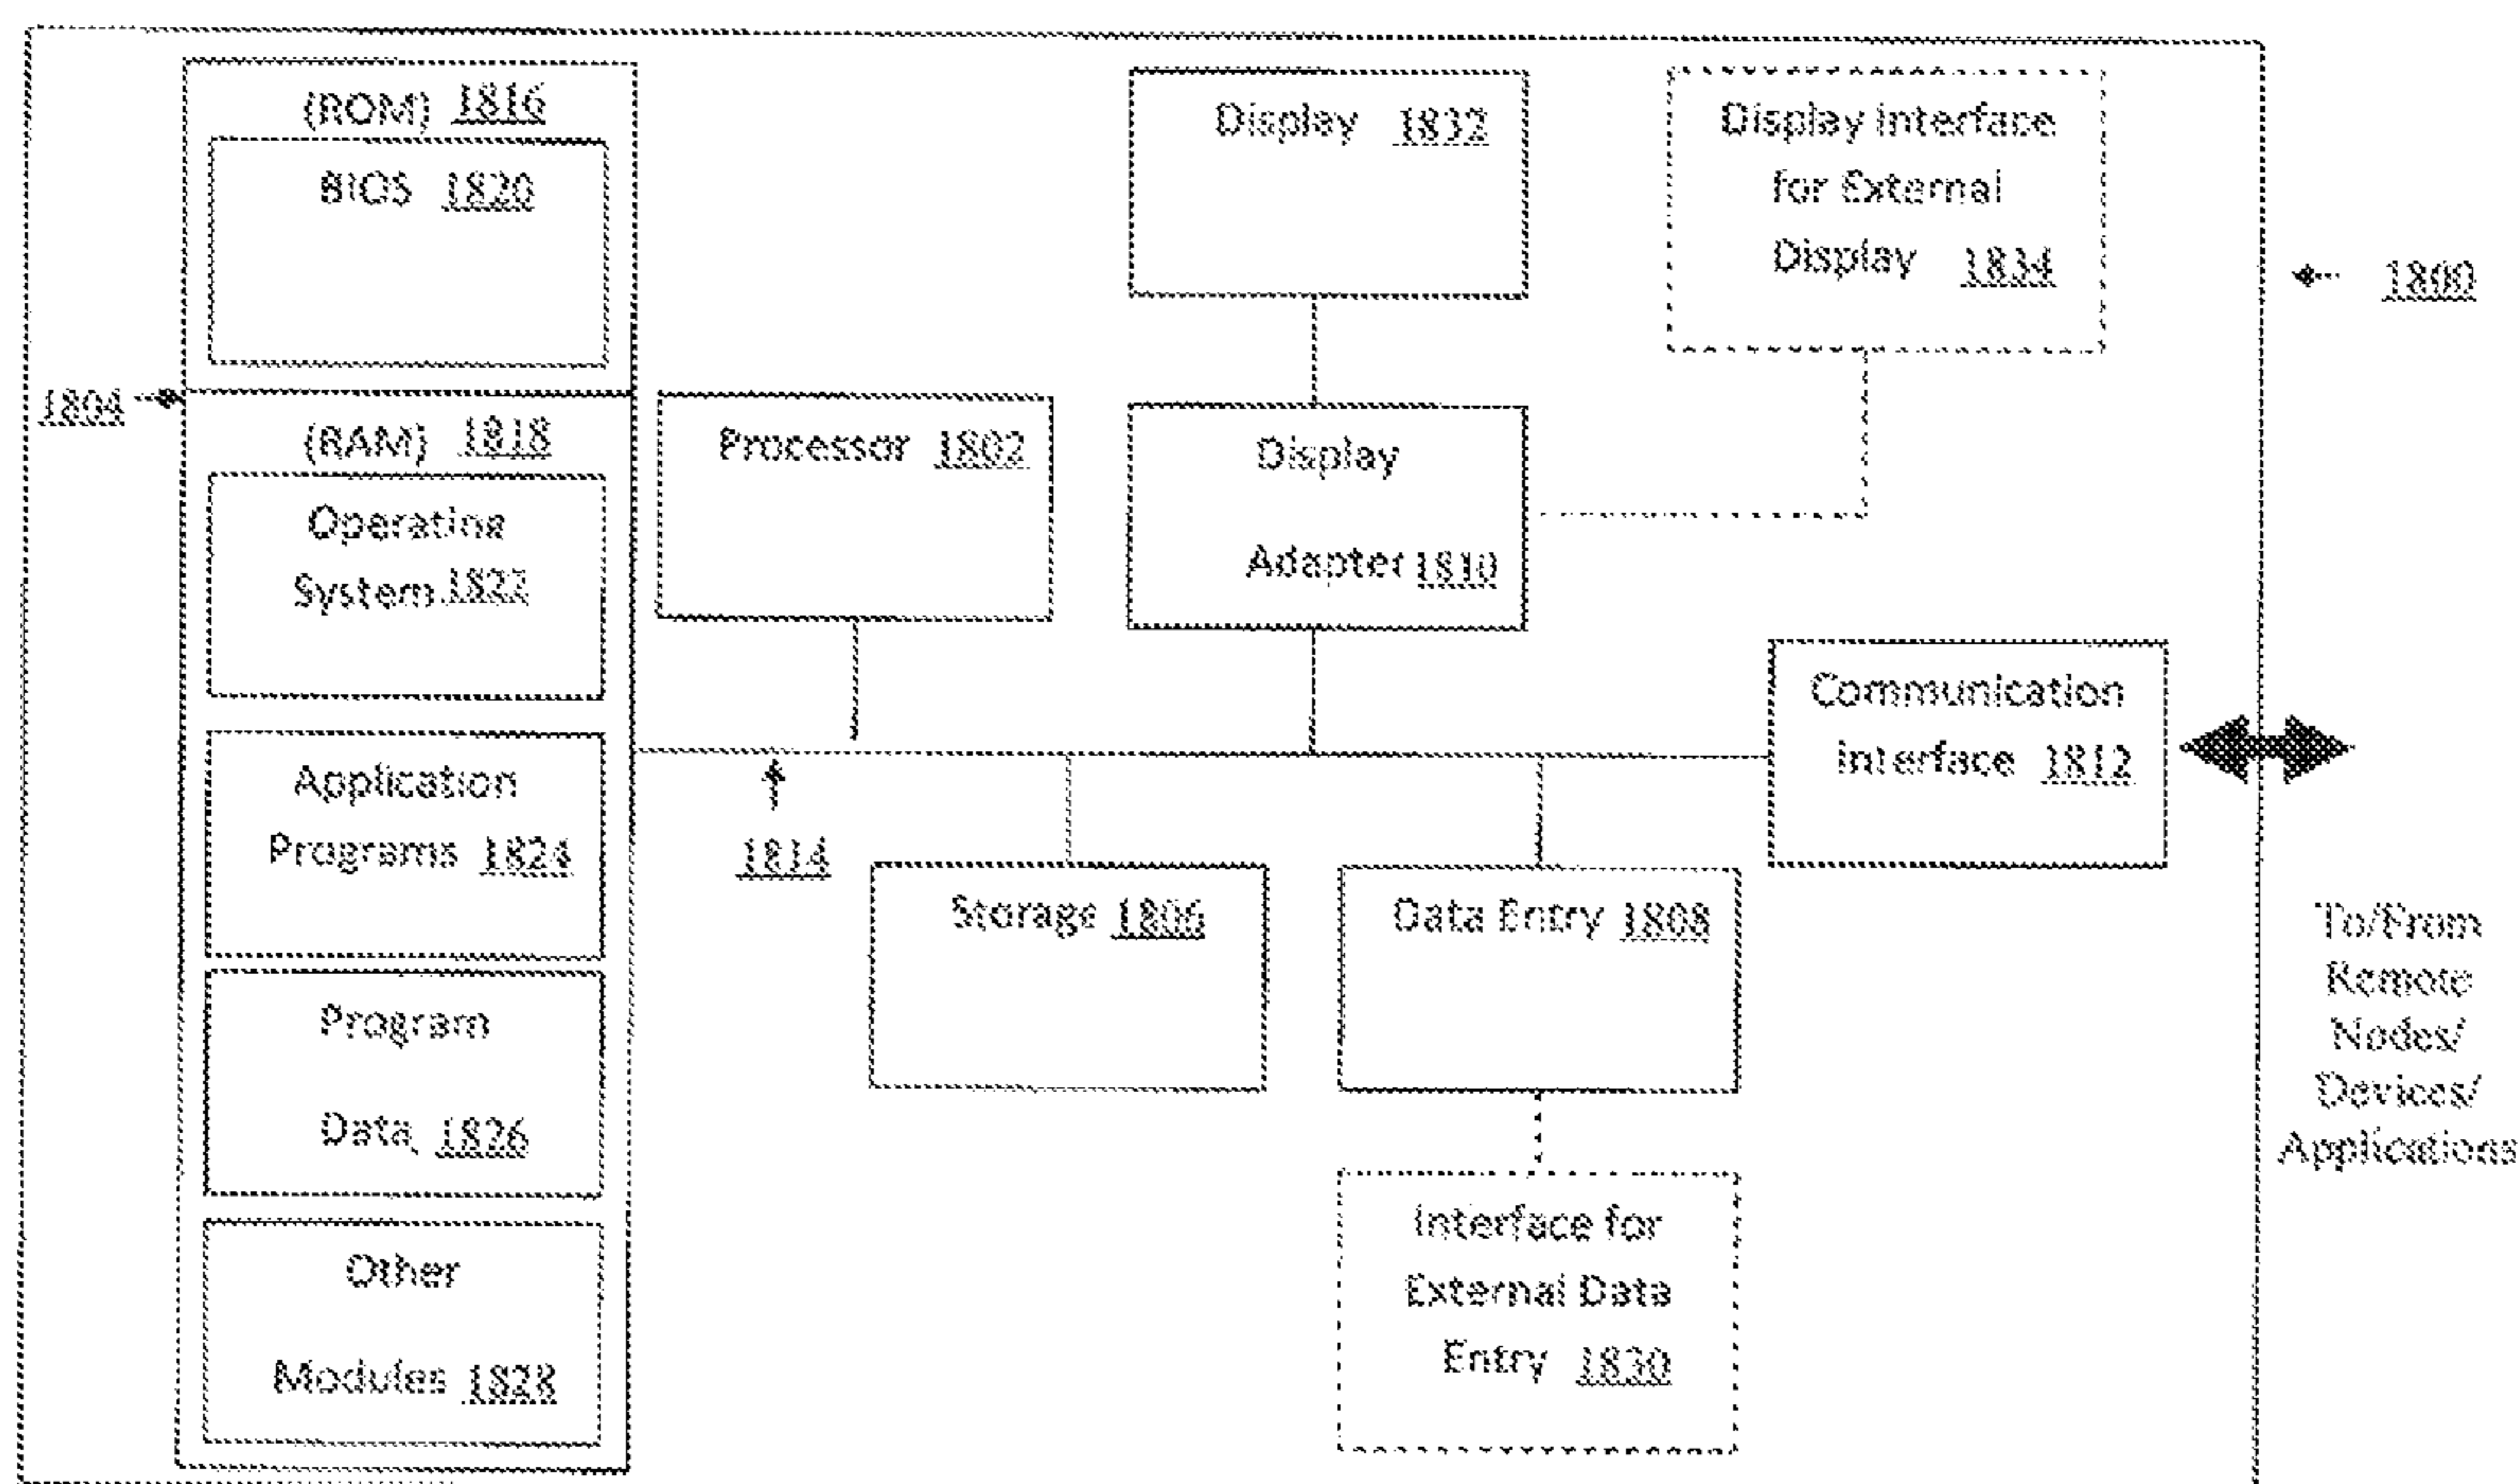 (ROM) 1816
BIOS 1820
1804
(RAM) 1818
Operating
System 1822
Application
Programs 1824
Program
Data 1826
Other
Modules 1828
Processor 1802
1814
Display 1832
Display Interface
for External
Display 1834
Display
Adapter 1810
Communication
Interface 1812
Storage 1806
Data Entry 1808
Interface for
External Data
Entry 1830
1800
To/From
Remote
Nodes/
Devices/
Applications